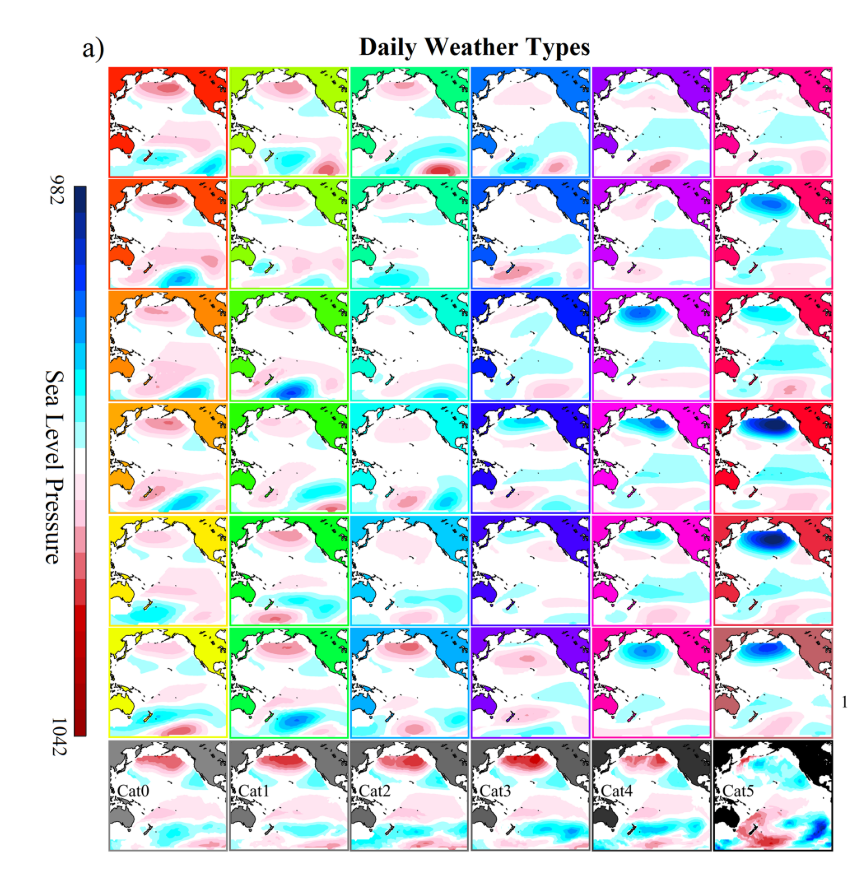 a)
Daily Weather Types
982
Sea Level Pressure
1042
1
Cat0
Cat1
Cat2
Cat3
Cat4
Cat5